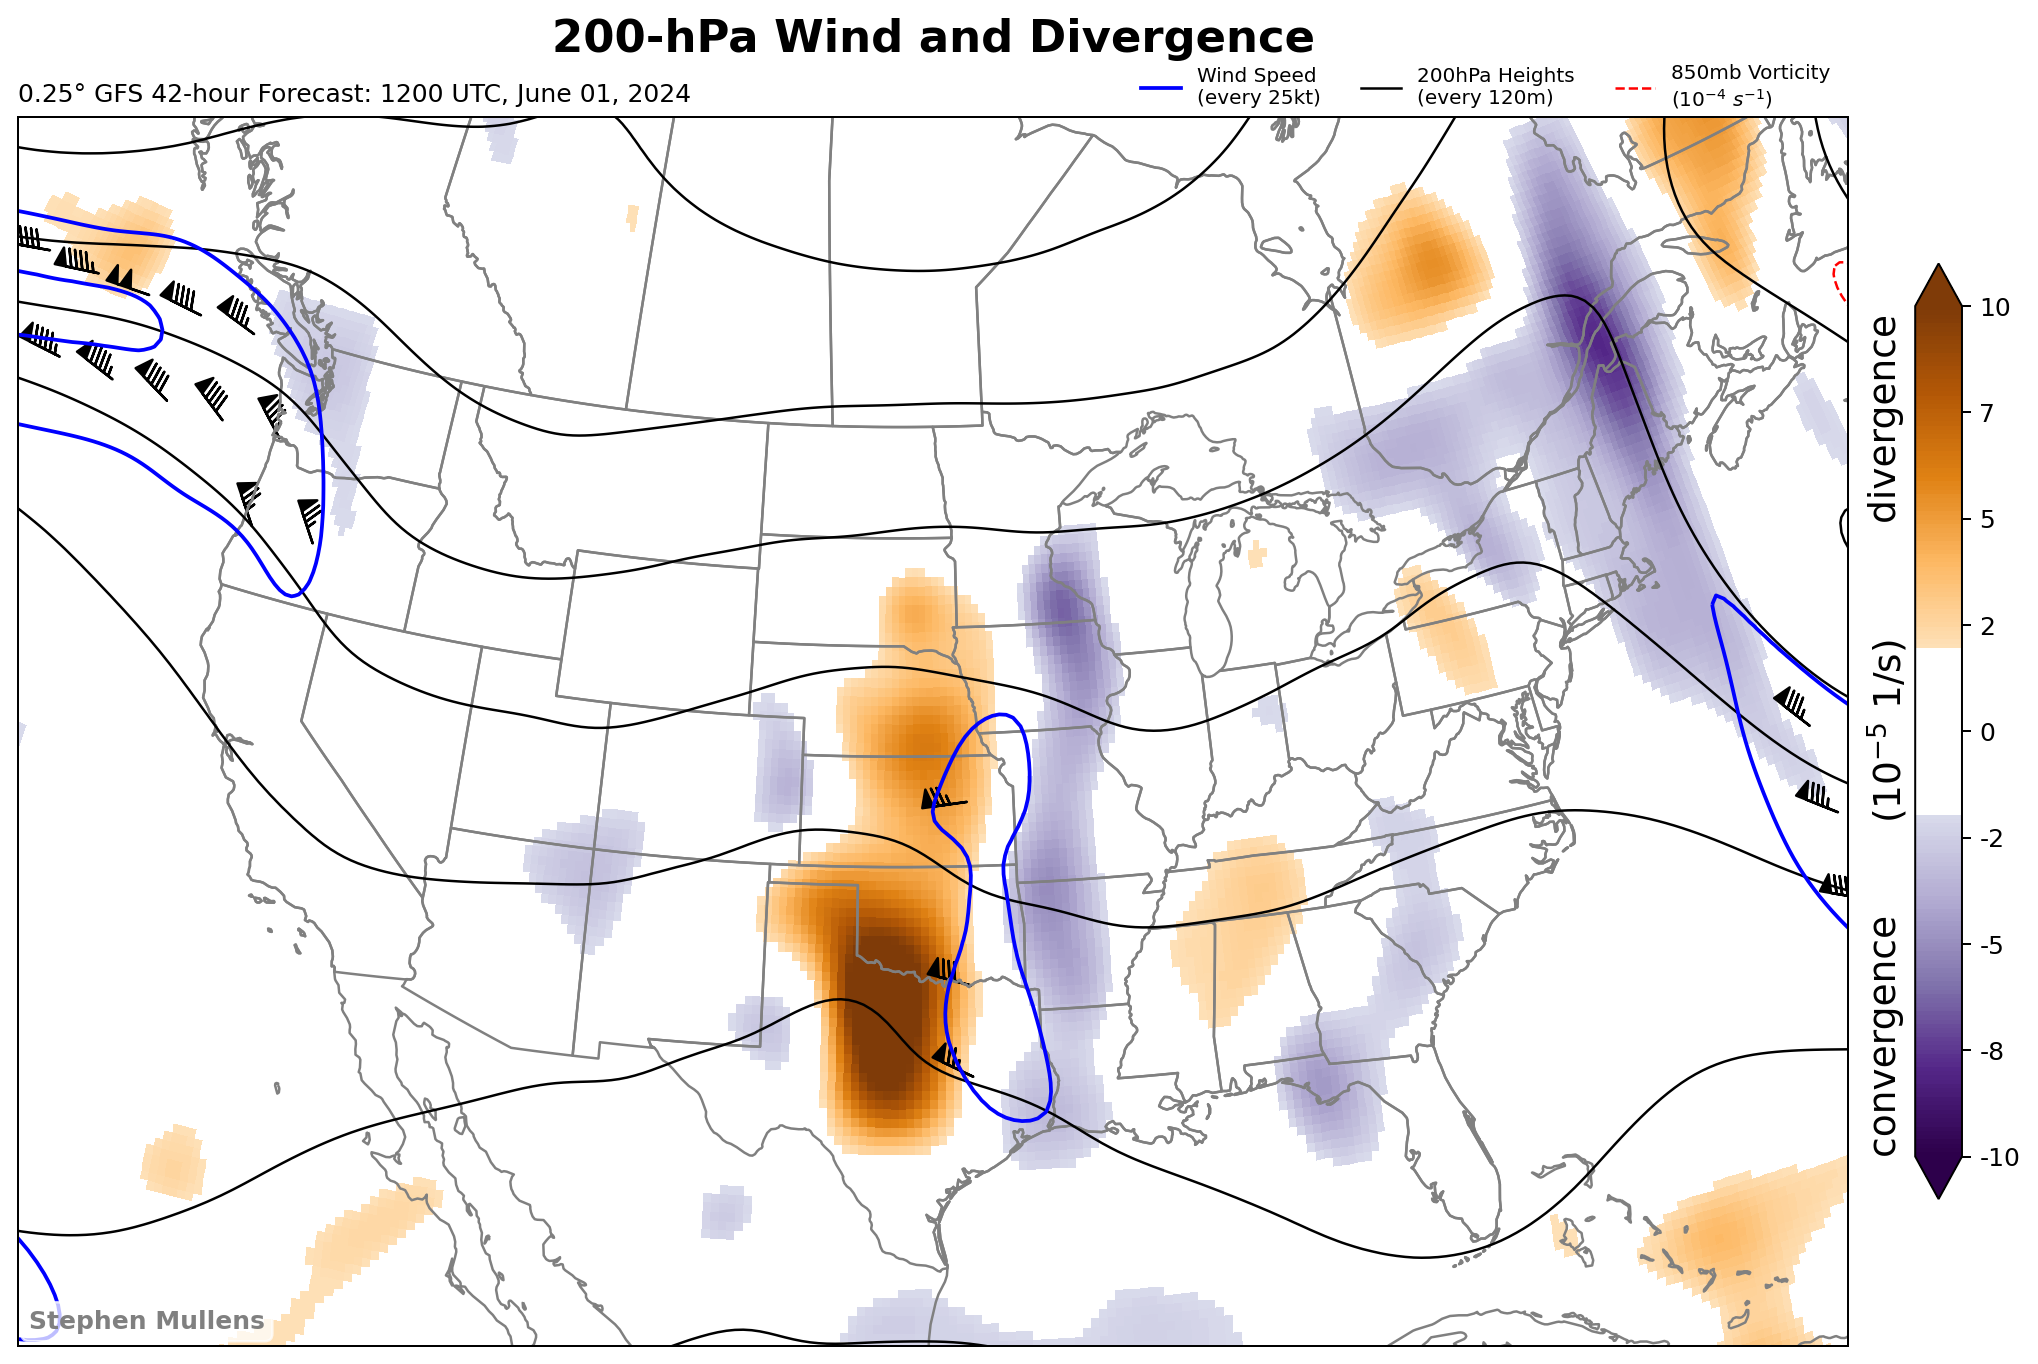 200-hPa Wind and Divergence
0.25° GFS 42-hour Forecast: 1200 UTC, June 01, 2024
Wind Speed
(every 25kt)
200hPa Heights
(every 120m)
850mb Vorticity
(10⁻⁴ s⁻¹)
10
7
5
2
0
-2
-5
-8
-10
convergence (10⁻⁵ 1/s) divergence
Stephen Mullens